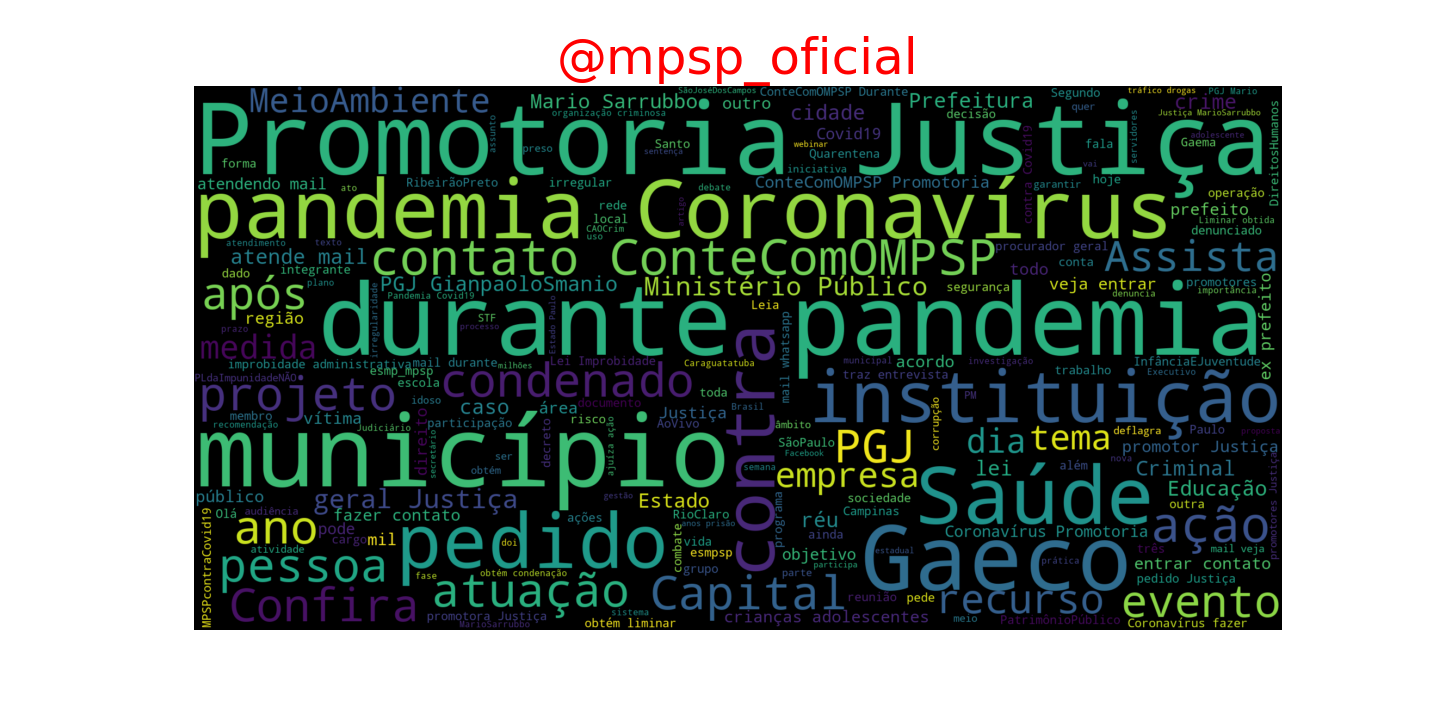 @mpsp_oficial
SãoJoséDosCampos ConteComOMPSP Durante tráfico drogas PGJ Mario
MeioAmbiente Mario Sarrubbo outro cidade Prefeitura Segundo crime
organização criminosa decisão quer Justiça MarioSarrubbo
Promotoria Justiça
assunto preso Santo sentença webinar Covid19 Quarentena fala servidores adolescente Gaema DireitosHumanos
forma iniciativa contra Covid19 vai
atendendo mail ato RibeirãoPreto irregular debate ConteComOMPSP Promotoria garantir hoje operação
pandemia Coronavírus
rede local CAOCrim uso artigo prefeito Liminar obtida denunciado
atendimento texto
atende mail contato ConteComOMPSP procurador geral Assista
dado integrante todo conta
após plano PGJ GianpaoloSmanio Ministério Público segurança veja entrar promotores
Pandemia Covid19 Leia denuncia importância
região STF irregularidade
durante pandemia
prazo processo Estado Paulo ex prefeito
medida
improbidade administrativa mail durante milhões Lei Improbidade Caraguatatuba mail whatsapp municipal acordo investigação InfânciaEJuventude
esmp_mpsp traz entrevista trabalho Executivo
PLdaImpunidadeNÃO escola condenado contra toda
projeto idoso documento Brasil PM instituição
membro vítima direito caso área risco Justiça
recomendação Judiciário participação AoVivo âmbito corrupção deflagra Paulo proposta
município secretário ser decreto ajuíza ação SãoPaulo Facebook PGJ dia tema nova promotor Justiça
obtém semana empresa lei além Criminal
público geral Justiça gestão Estado sociedade Saúde Educação
Olá audiência fazer contato RioClaro programa Campinas outra promotores Justiça
MPSPcontraCovid19 ano pode cargo mil ações anos prisão réu ainda Coronavírus Promotoria ação
atividade pedido doi combate vida esmpsp objetivo estadual três mail veja
pessoa fase obtém condenação grupo participa Gaeco prática entrar contato
parte pedido Justiça
Confira atuação Capital reunião pede recurso evento
promotora Justiça sistema crianças adolescentes meio PatrimônioPúblico
MarioSarrubbo obtém liminar Coronavírus fazer